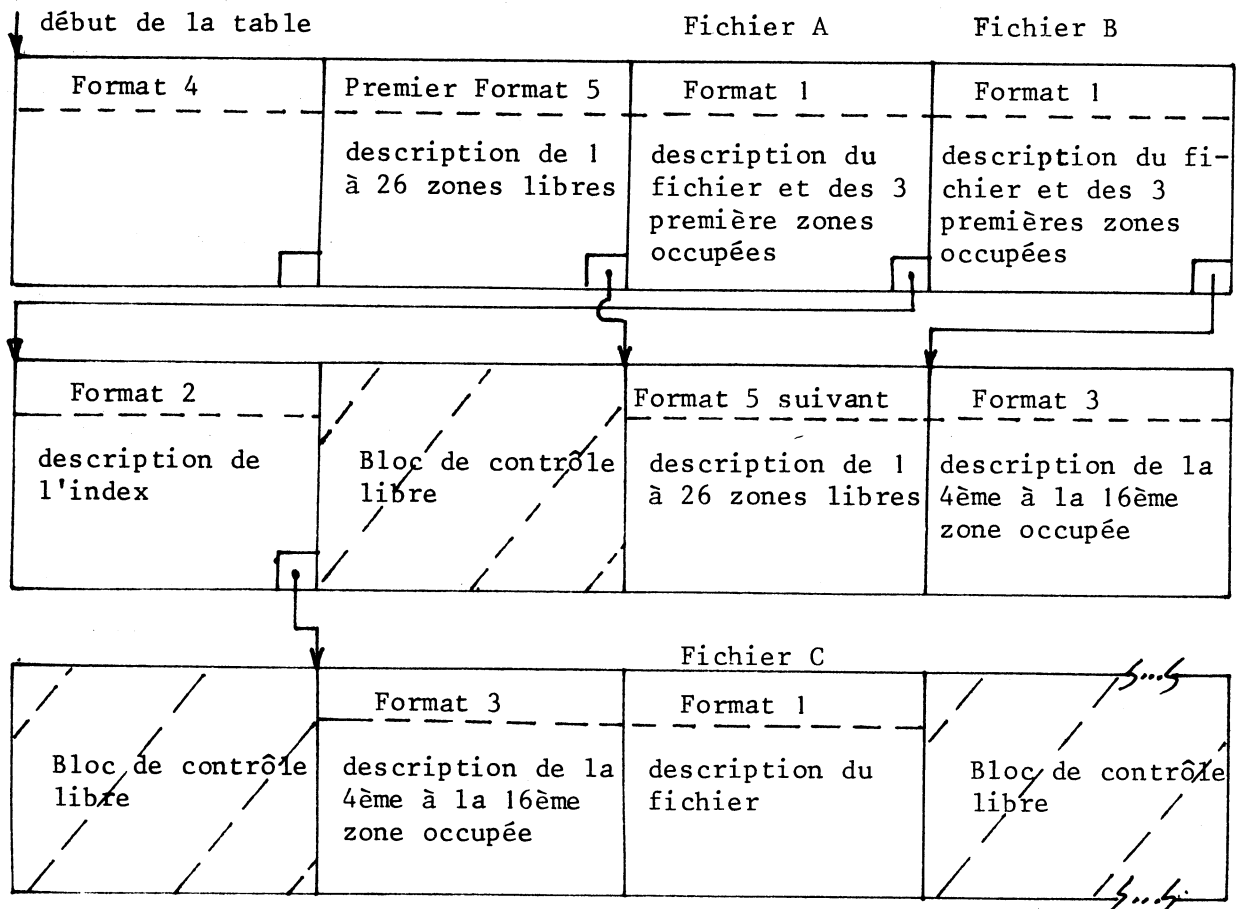 début de la table
Fichier A
Fichier B
Format 4
Premier Format 5
description de 1
à 26 zones libres
Format 1
description du
fichier et des 3
première zones
occupées
Format 1
description du fi-
chier et des 3
premières zones
occupées
Format 2
description de
l'index
Bloc de contrôle
libre
Format 5 suivant
description de 1
à 26 zones libres
Format 3
description de la
4ème à la 16ème
zone occupée
Fichier C
Bloc de contrôle
libre
Format 3
description de la
4ème à la 16ème
zone occupée
Format 1
description du
fichier
Bloc de contrôle
libre